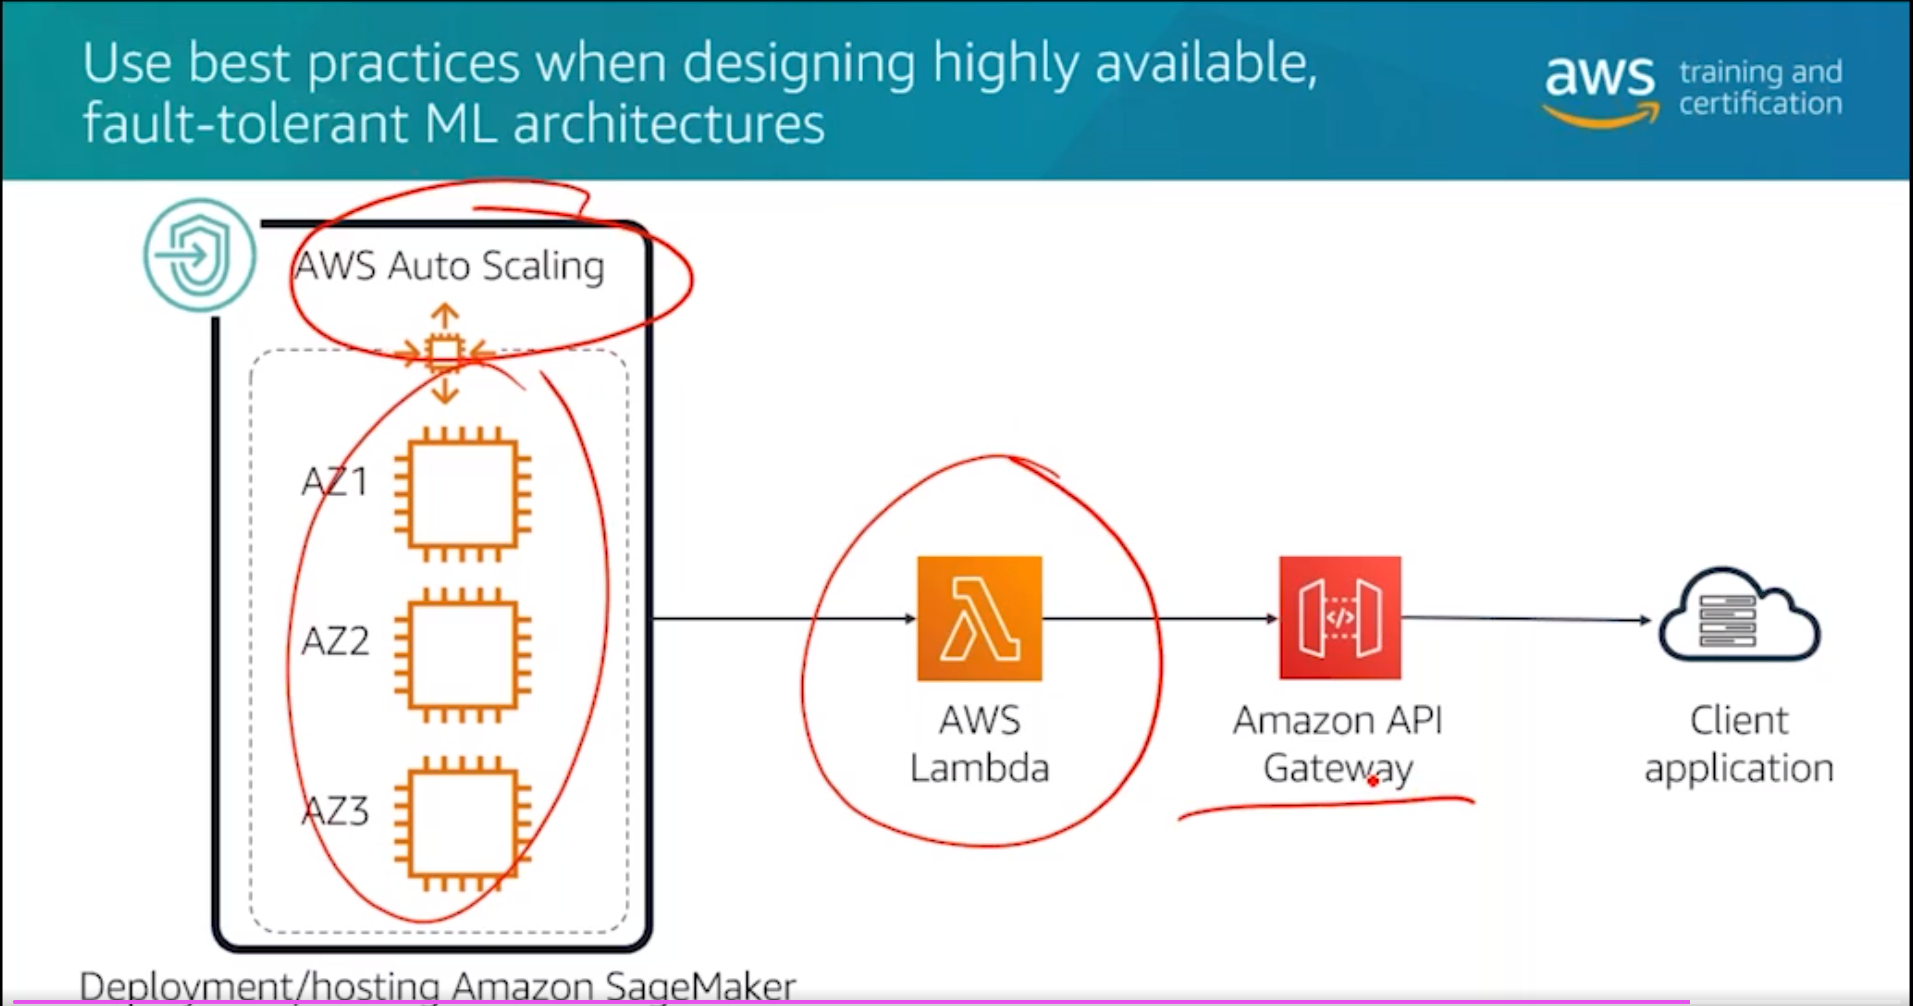 Use best practices when designing highly available,
fault-tolerant ML architectures
aws
training and
certification
AWS Auto Scaling
AZ1
AZ2
AZ3
AWS
Lambda
</>
Amazon API
Gateway
Client
application
Deployment/hosting Amazon SageMaker